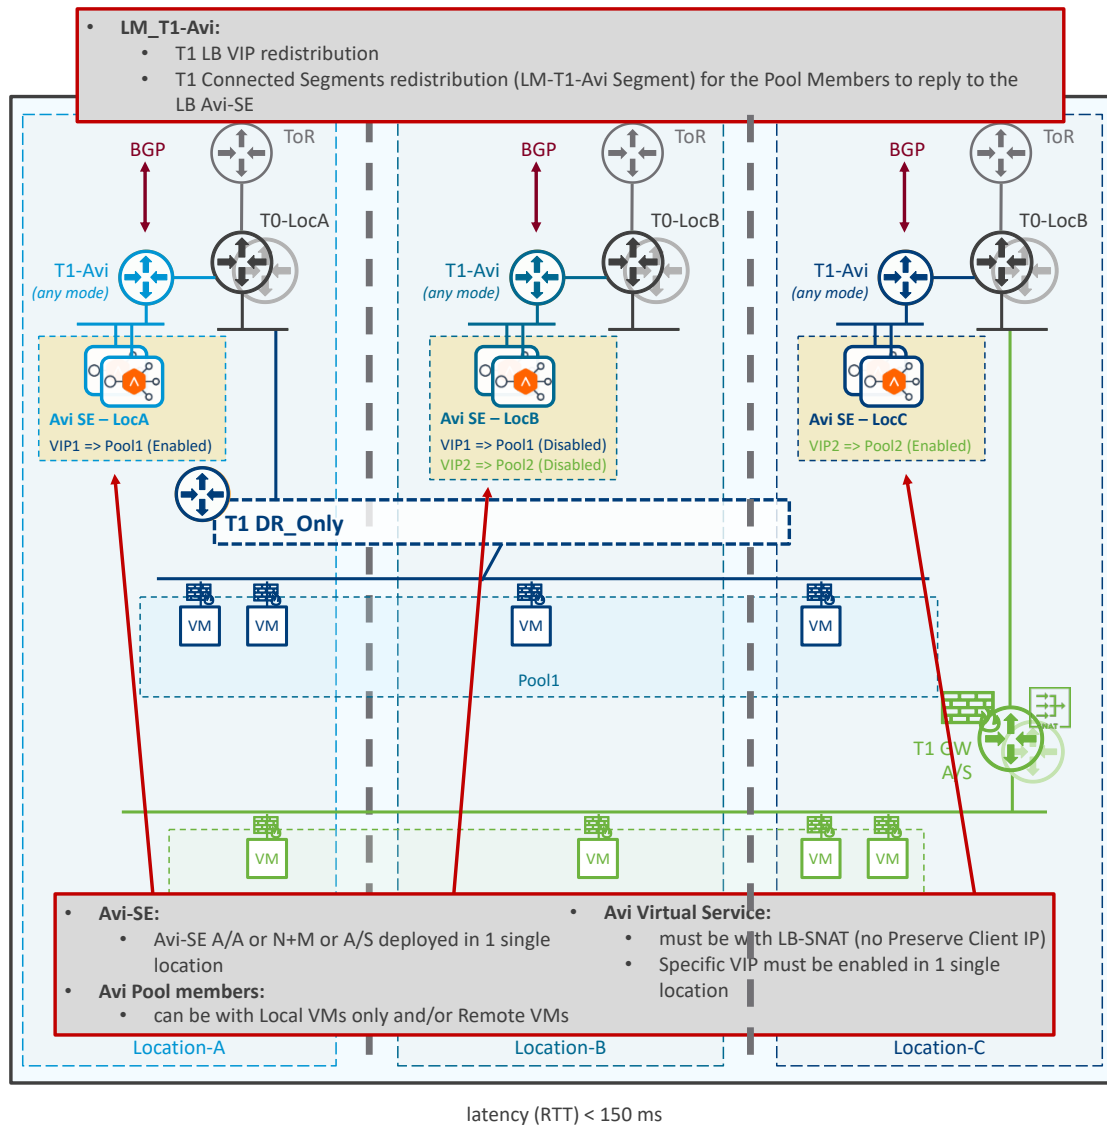 • LM_T1-Avi:
• T1 LB VIP redistribution
• T1 Connected Segments redistribution (LM-T1-Avi Segment) for the Pool Members to reply to the
LB Avi-SE
ToR
ToR
ToR
BGP
BGP
BGP
T0-LocA
T0-LocB
T0-LocB
T1-Avi
(any mode)
T1-Avi
(any mode)
T1-Avi
(any mode)
Avi SE – LocA
VIP1 => Pool1 (Enabled)
Avi SE – LocB
VIP1 => Pool1 (Disabled)
VIP2 => Pool2 (Disabled)
Avi SE – LocC
VIP2 => Pool2 (Enabled)
T1 DR_Only
VM
VM
VM
VM
Pool1
SNAT
T1 GW
A/S
VM
VM
VM
VM
• Avi-SE:
• Avi-SE A/A or N+M or A/S deployed in 1 single
location
• Avi Pool members:
• can be with Local VMs only and/or Remote VMs
• Avi Virtual Service:
• must be with LB-SNAT (no Preserve Client IP)
• Specific VIP must be enabled in 1 single
location
Location-A
Location-B
Location-C
latency (RTT) < 150 ms